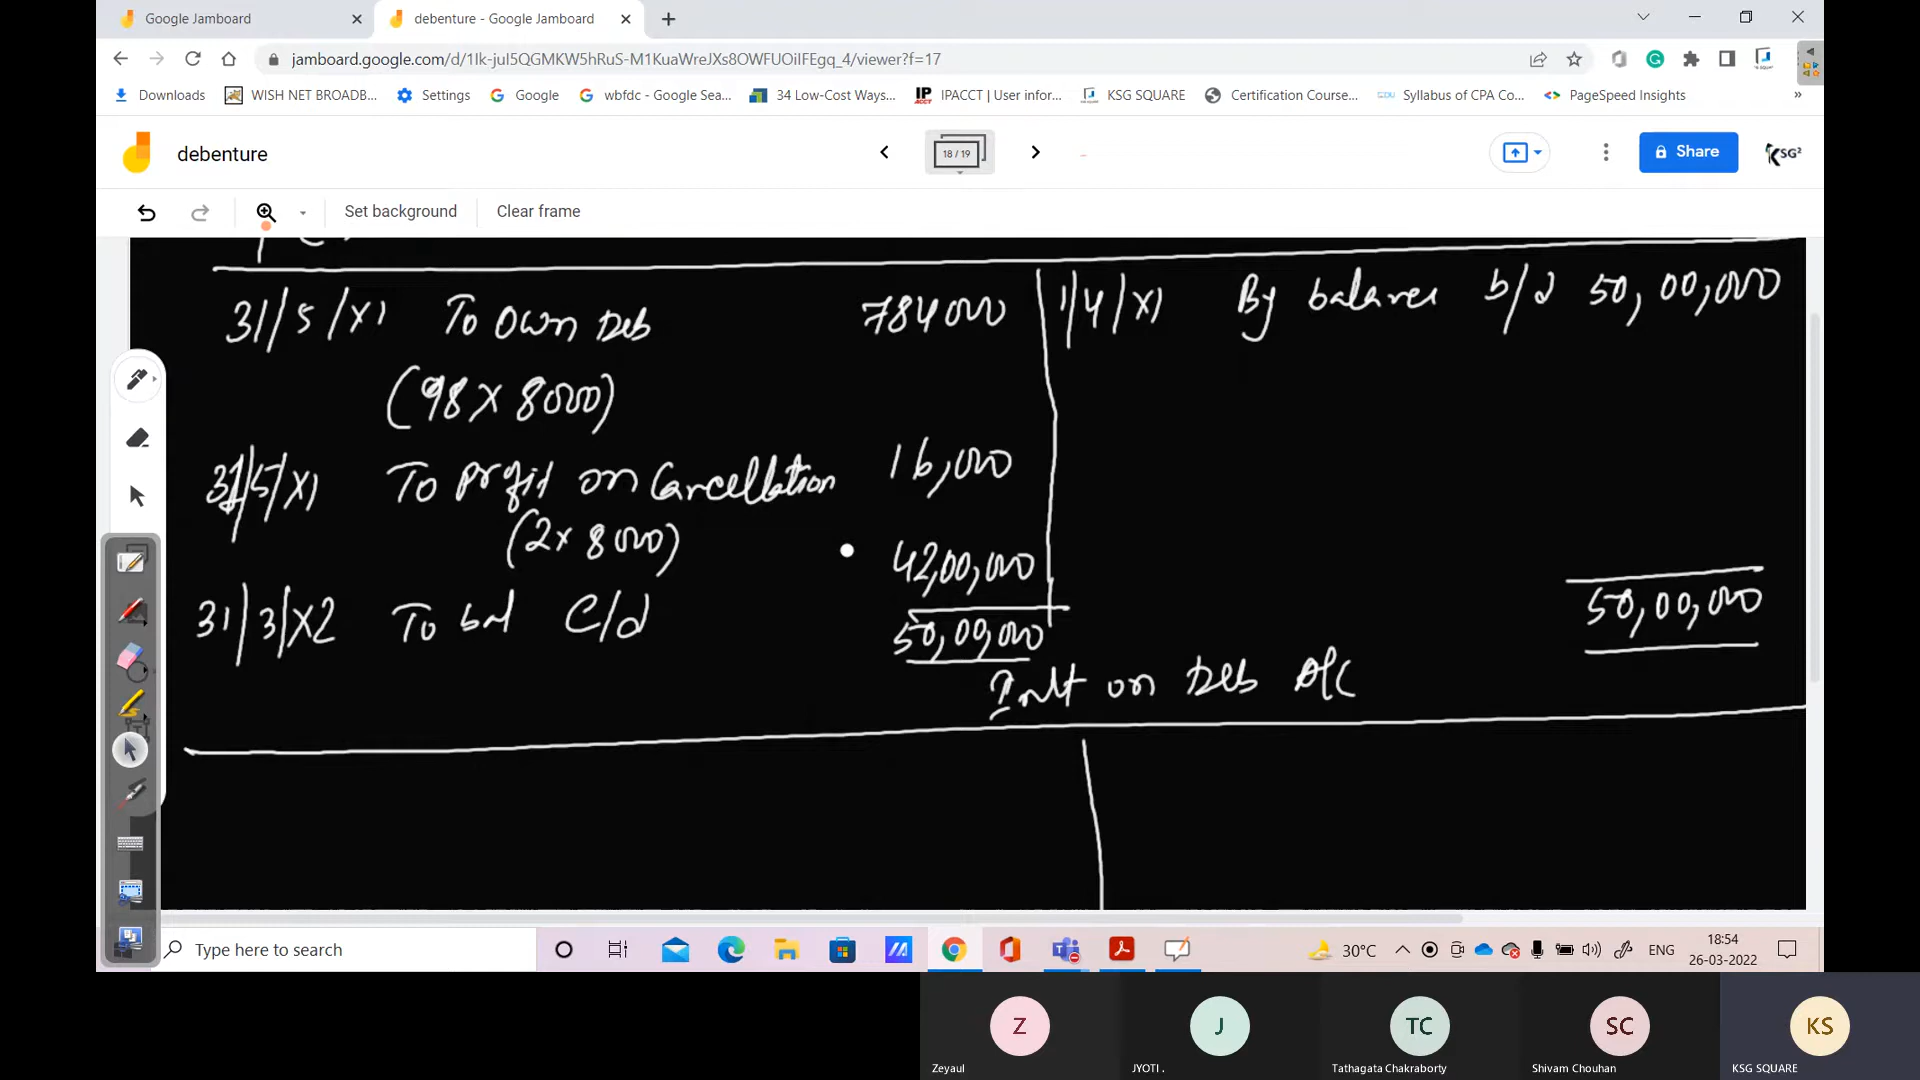 Google Jamboard
debenture - Google Jamboard
jamboard.google.com/d/1lk-jul5QGMKW5hRuS-M1KuaWreJXs8OWFUOiIFEgq_4/viewer?f=17
Downloads WISH NET BROADB... Settings Google wbfdc - Google Sea... 34 Low-Cost Ways... IPACCT | User infor... KSG SQUARE Certification Course... Syllabus of CPA Co... PageSpeed Insights »
debenture
18 / 19
Share
KSG²
Set background
Clear frame
31/5/X1 To Own Deb 784000 1/4/X1 By balance b/d 50,00,000
(98 X 8000)
31/5/X1 To Profit on Cancellation 16,000
(2 x 8000)
42,00,000
31/3/X2 To bal C/d
50,00,000 50,00,000
Int on Deb A/C
Type here to search
30°C
ENG
18:54
26-03-2022
Z
J
TC
SC
KS
Zeyaul
JYOTI .
Tathagata Chakraborty
Shivam Chouhan
KSG SQUARE